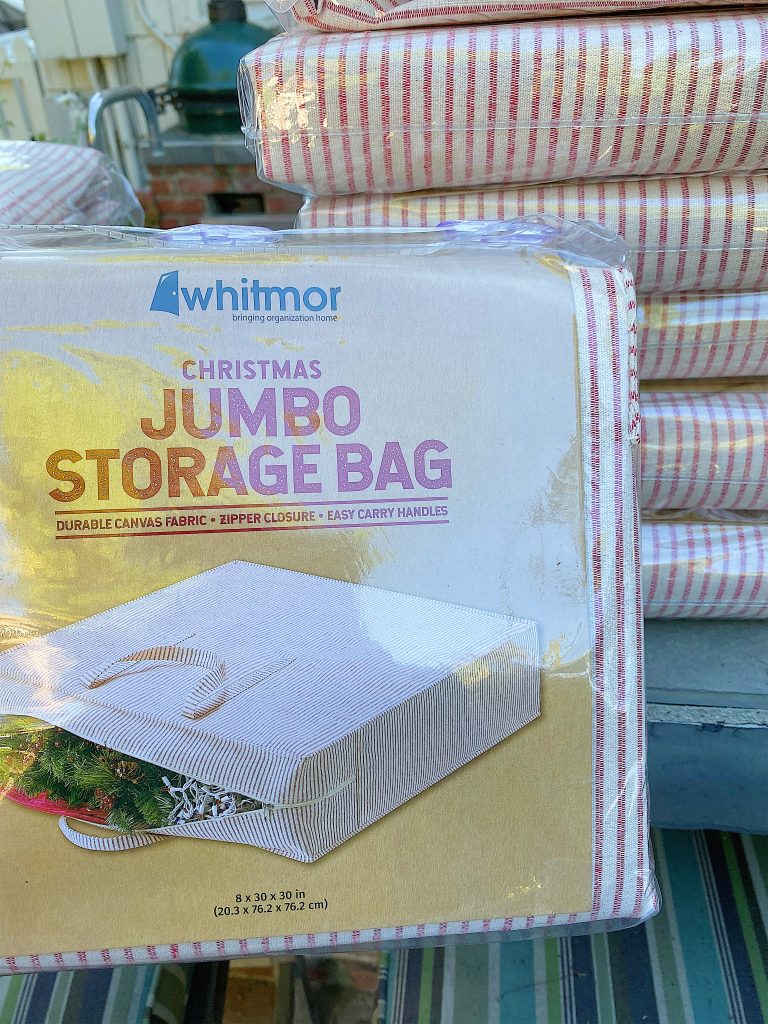 whitmor
bringing organization home
CHRISTMAS
JUMBO
STORAGE BAG
DURABLE CANVAS FABRIC • ZIPPER CLOSURE • EASY CARRY HANDLES
8 x 30 x 30 in
(20.3 x 76.2 x 76.2 cm)